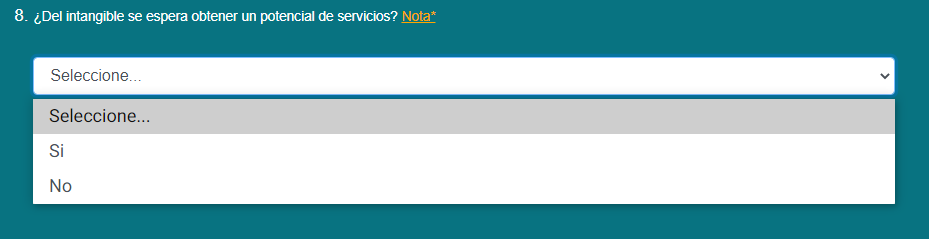 8. ¿Del intangible se espera obtener un potencial de servicios? Nota*
Seleccione...
Seleccione...
Si
No